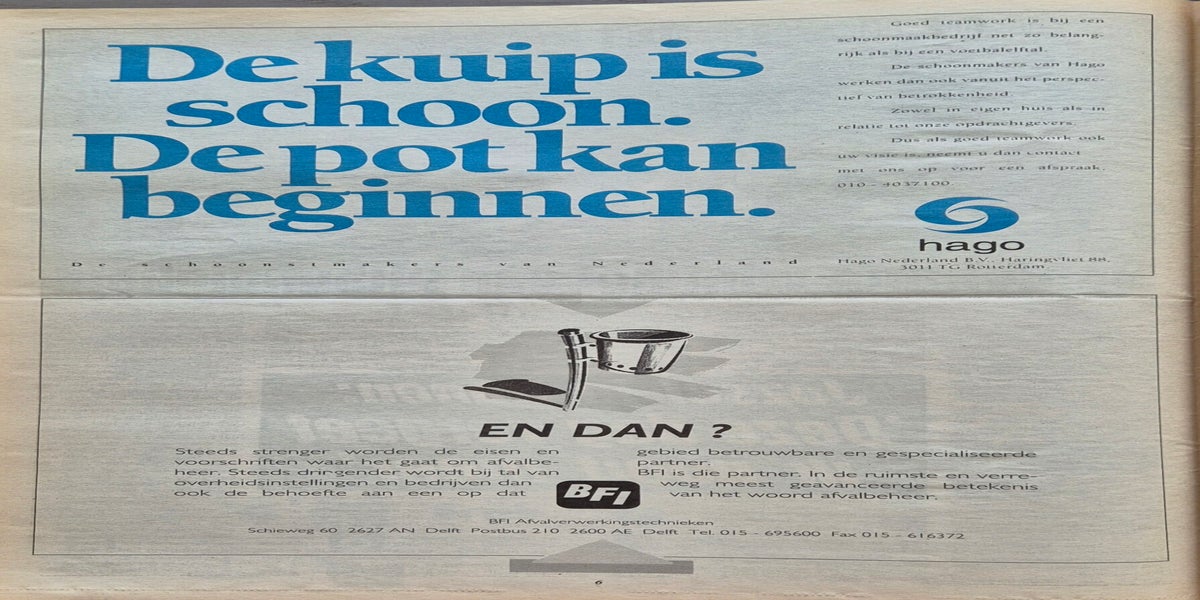 De kuip is
schoon.
De pot kan
beginnen.
De schoonstmakers van Nederland
Goed teamwork is bij een
schoonmaakbedrijf net zo belang-
rijk als bij een voetbalelftal.
De schoonmakers van Hago
werken dan ook vanuit het perspec-
tief van betrokkenheid.
Zowel in eigen huis als in
relatie tot onze opdrachtgevers.
Dus als goed teamwork ook
uw visie is, neemt u dan contact
met ons op voor een afspraak.
010 - 4037100.
hago
Hago Nederland B.V., Haringvliet 88,
3011 TG Rotterdam.
EN DAN ?
Steeds strenger worden de eisen en
voorschriften waar het gaat om afvalbe-
heer. Steeds dringender wordt bij tal van
overheidsinstellingen en bedrijven dan
ook de behoefte aan een op dat
gebied betrouwbare en gespecialiseerde
partner.
BFI is die partner. In de ruimste en verre-
weg meest geavanceerde betekenis
van het woord afvalbeheer.
BFI
BFI Afvalverwerkingstechnieken
Schieweg 60 2627 AN Delft Postbus 210 2600 AE Delft Tel. 015 - 695600 Fax 015 - 616372
6